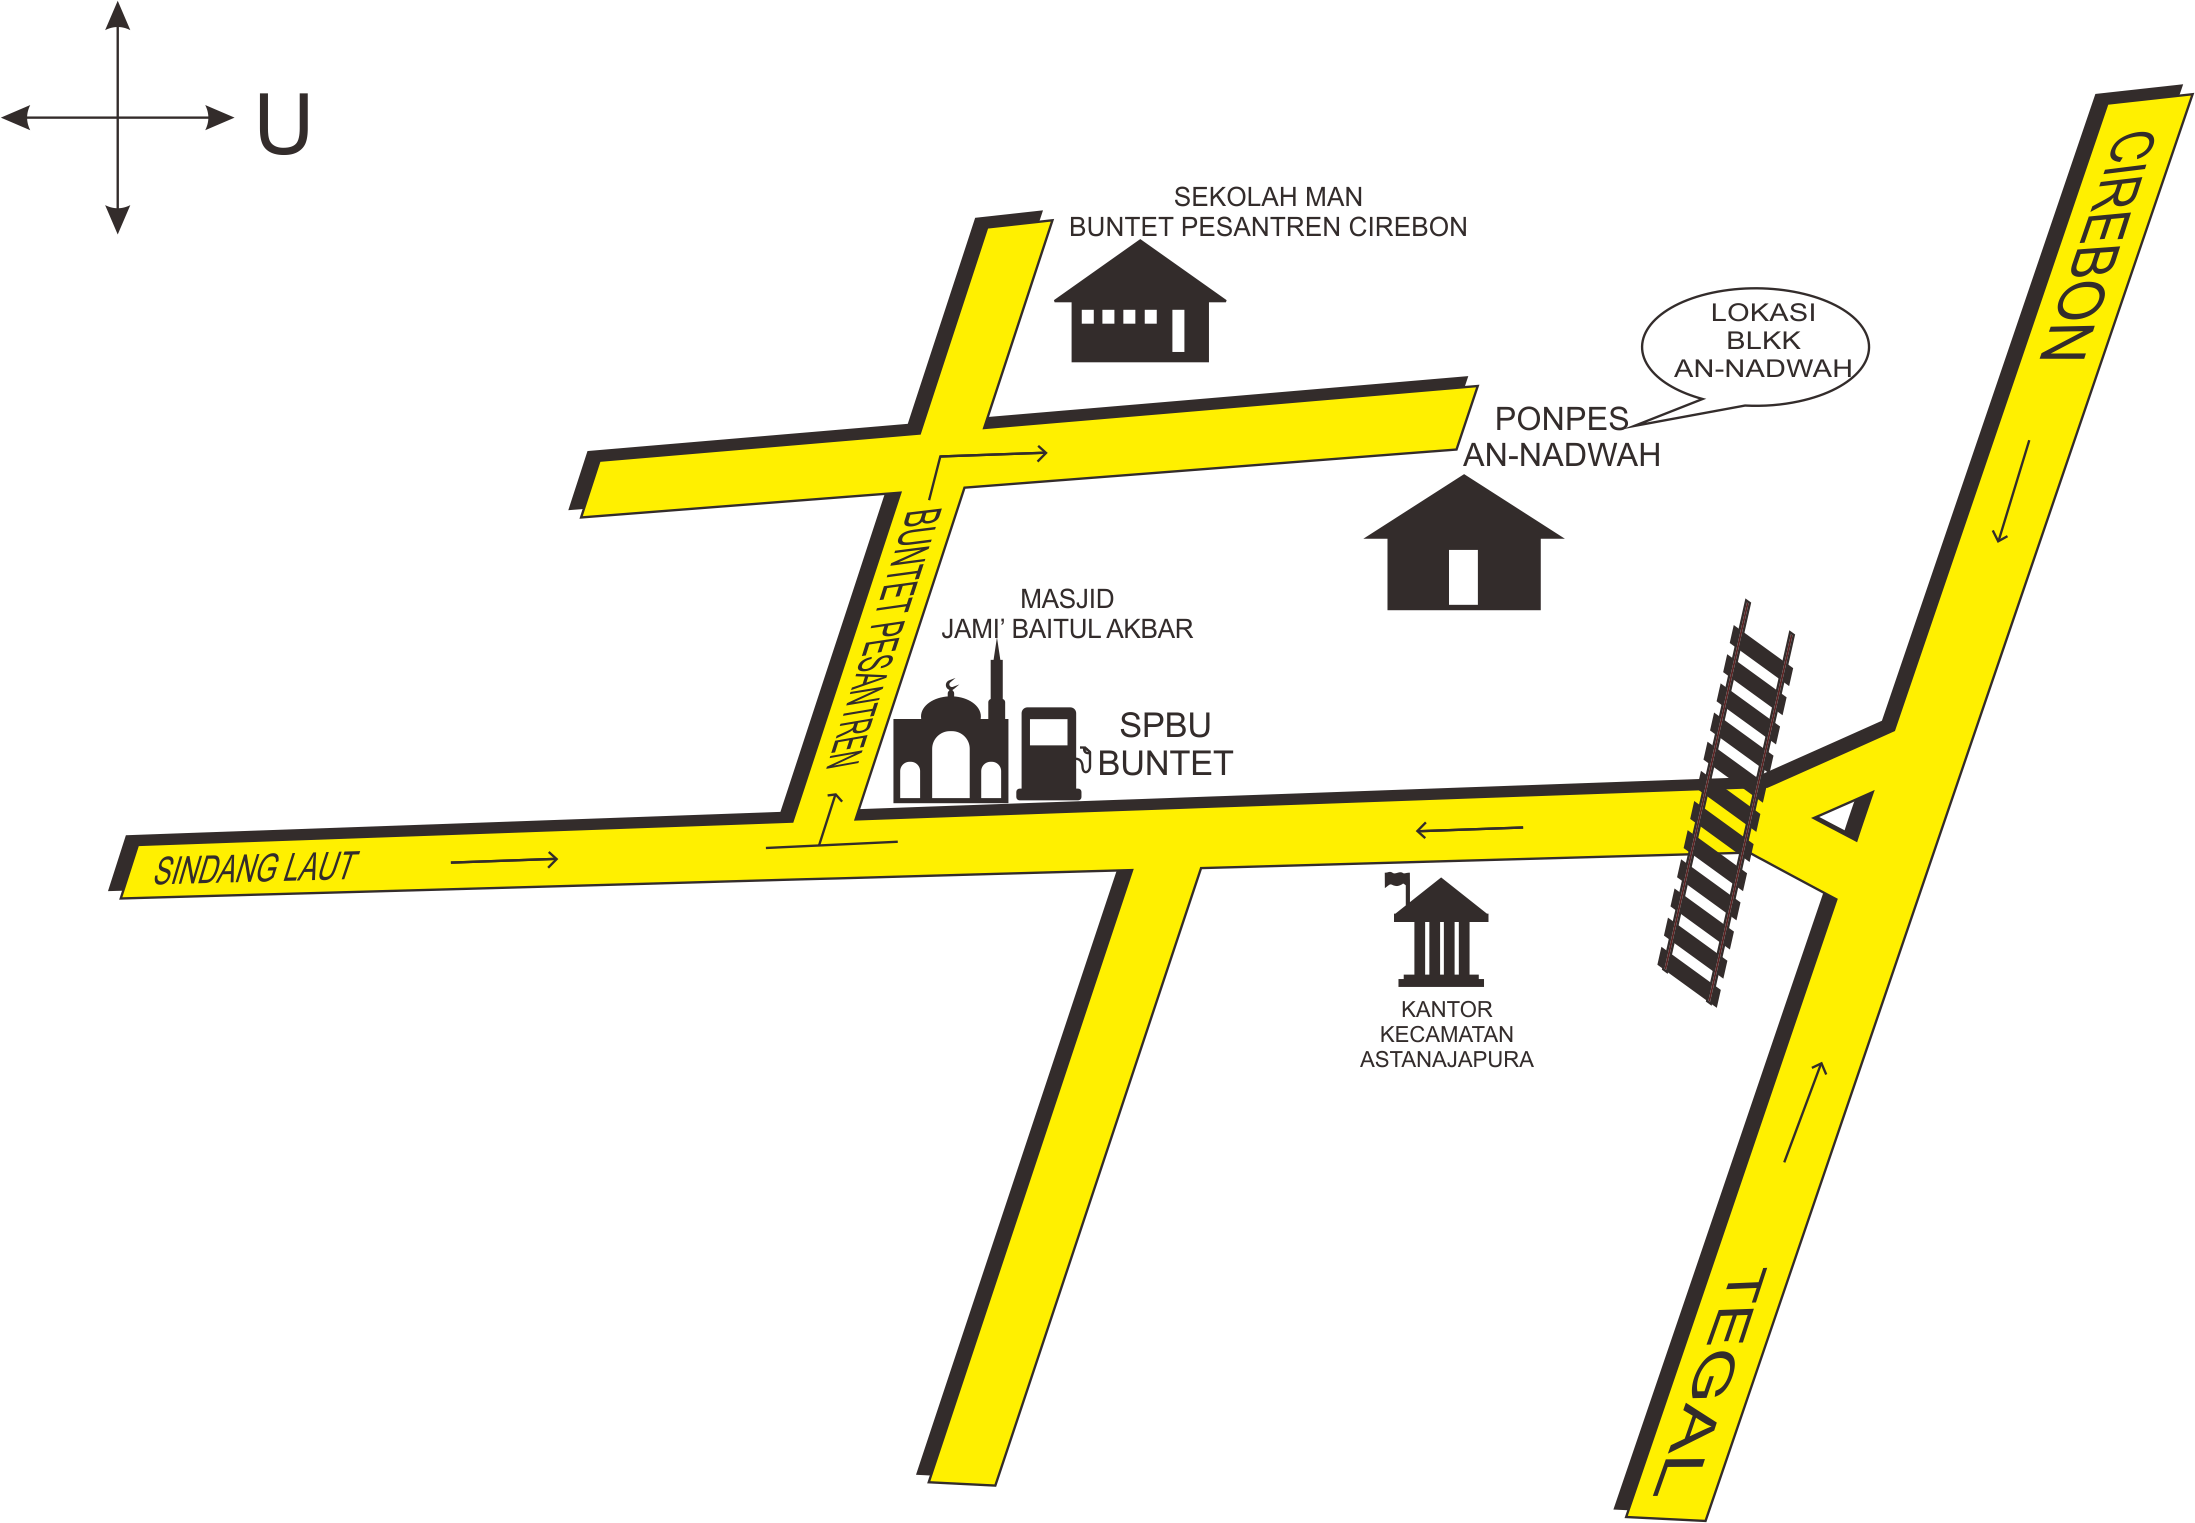 U
CIREBON
SEKOLAH MAN
BUNTET PESANTREN CIREBON
LOKASI
BLKK
AN-NADWAH
PONPES
AN-NADWAH
BUNTET PESANTREN
MASJID
JAMI’ BAITUL AKBAR
SPBU
BUNTET
SINDANG LAUT
KANTOR
KECAMATAN
ASTANAJAPURA
TEGAL